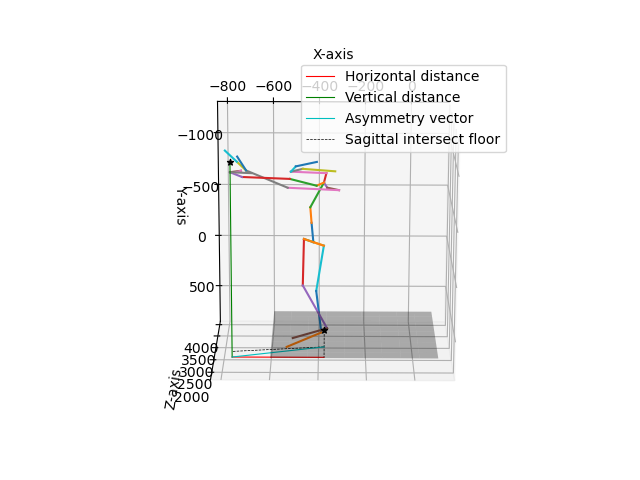 X-axis
−800 −600 −400 −200 0
Horizontal distance
Vertical distance
Asymmetry vector
Sagittal intersect floor
−1000
−500
0
500
Y-axis
4000
3500
3000
2500
2000
Z-axis